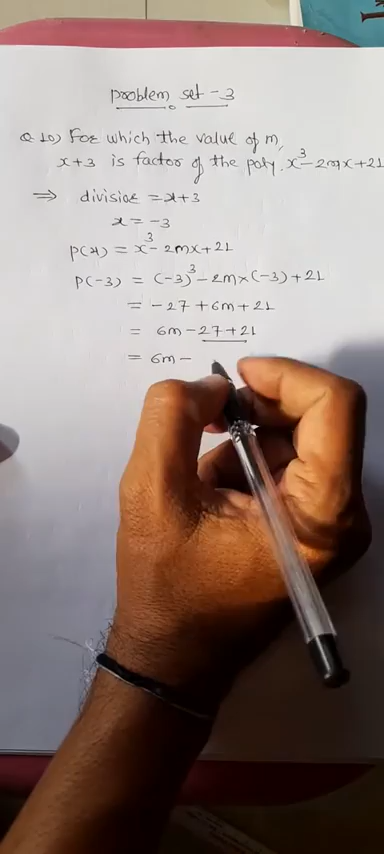 problem set - 3
Q 10) For which the value of m,
x+3 is factor of the poly. x³-2mx+21
⇒ divisior = x+3
x = -3
p(x) = x³-2mx+21
p(-3) = (-3)³-2m×(-3)+21
= -27+6m+21
= 6m-27+21
= 6m-